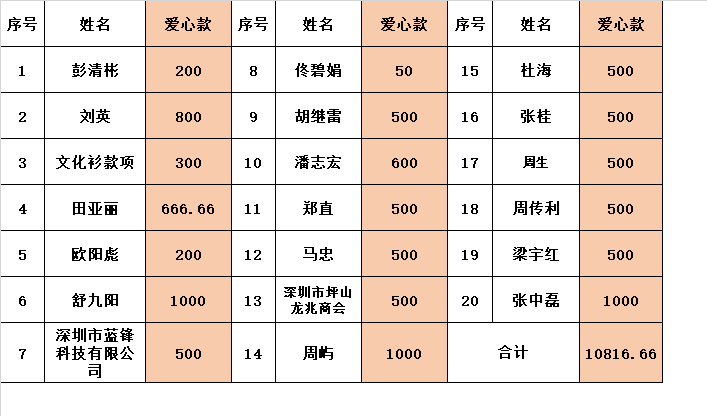 序号 姓名 爱心款 序号 姓名 爱心款 序号 姓名 爱心款
1 彭清彬 200 8 佟碧娟 50 15 杜海 500
2 刘英 800 9 胡继雷 500 16 张桂 500
3 文化衫款项 300 10 潘志宏 600 17 周生 500
4 田亚丽 666.66 11 郑直 500 18 周传利 500
5 欧阳彪 200 12 马忠 500 19 梁宇红 500
6 舒九阳 1000 13 深圳市坪山
龙兆商会 500 20 张中磊 1000
7 深圳市蓝锋
科技有限公
司 500 14 周屿 1000 合计 10816.66